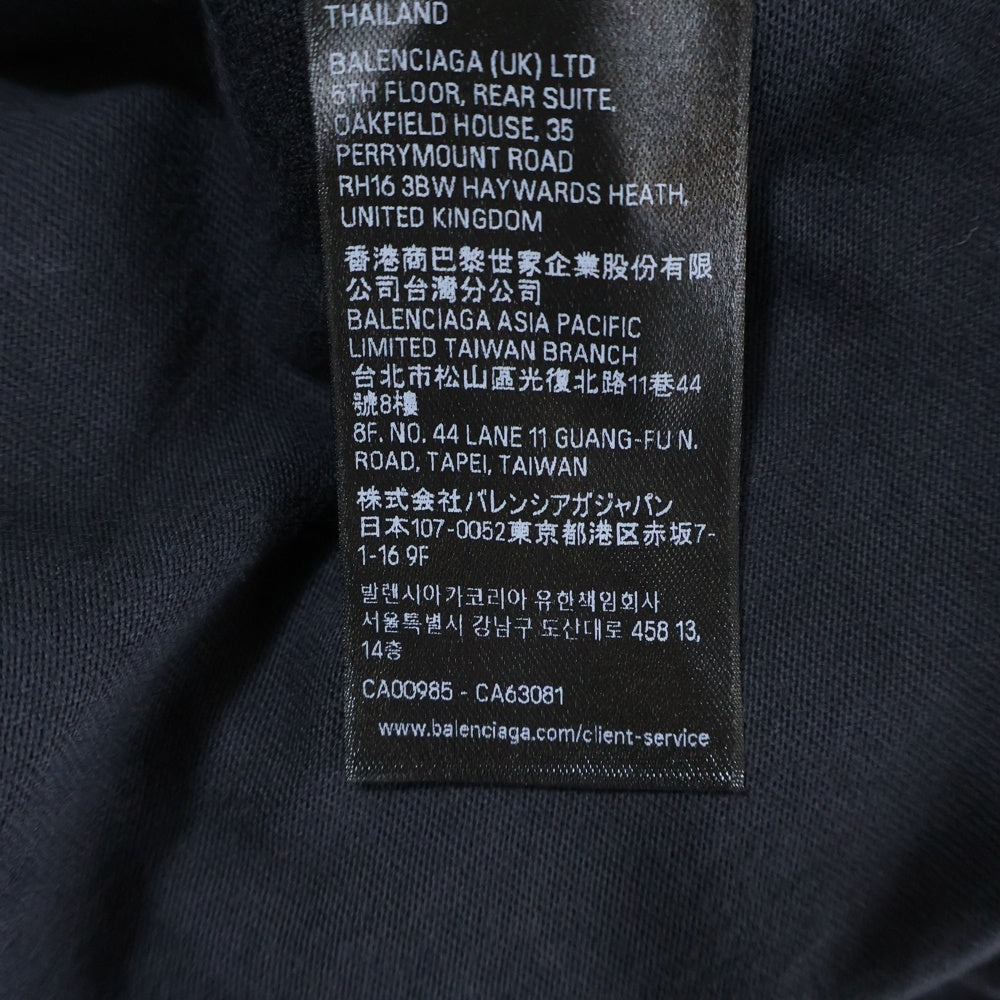 THAILAND
BALENCIAGA (UK) LTD
6TH FLOOR, REAR SUITE,
OAKFIELD HOUSE, 35
PERRYMOUNT ROAD
RH16 3BW HAYWARDS HEATH,
UNITED KINGDOM
香港商巴黎世家企業股份有限
公司台灣分公司
BALENCIAGA ASIA PACIFIC
LIMITED TAIWAN BRANCH
台北市松山區光復北路11巷44
號8樓
8F. NO. 44 LANE 11 GUANG-FU N.
ROAD, TAPEI, TAIWAN
株式会社バレンシアガジャパン
日本107-0052東京都港区赤坂7-
1-16 9F
발렌시아가코리아 유한책임회사
서울특별시 강남구 도산대로 458 13,
14층
CA00985 - CA63081
www.balenciaga.com/client-service